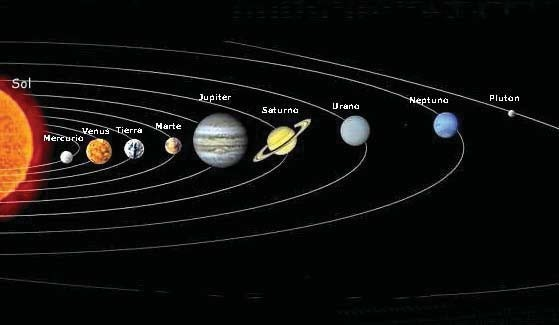 Sol
Mercurio
Venus
Tierra
Marte
Jupiter
Saturno
Urano
Neptuno
Pluton